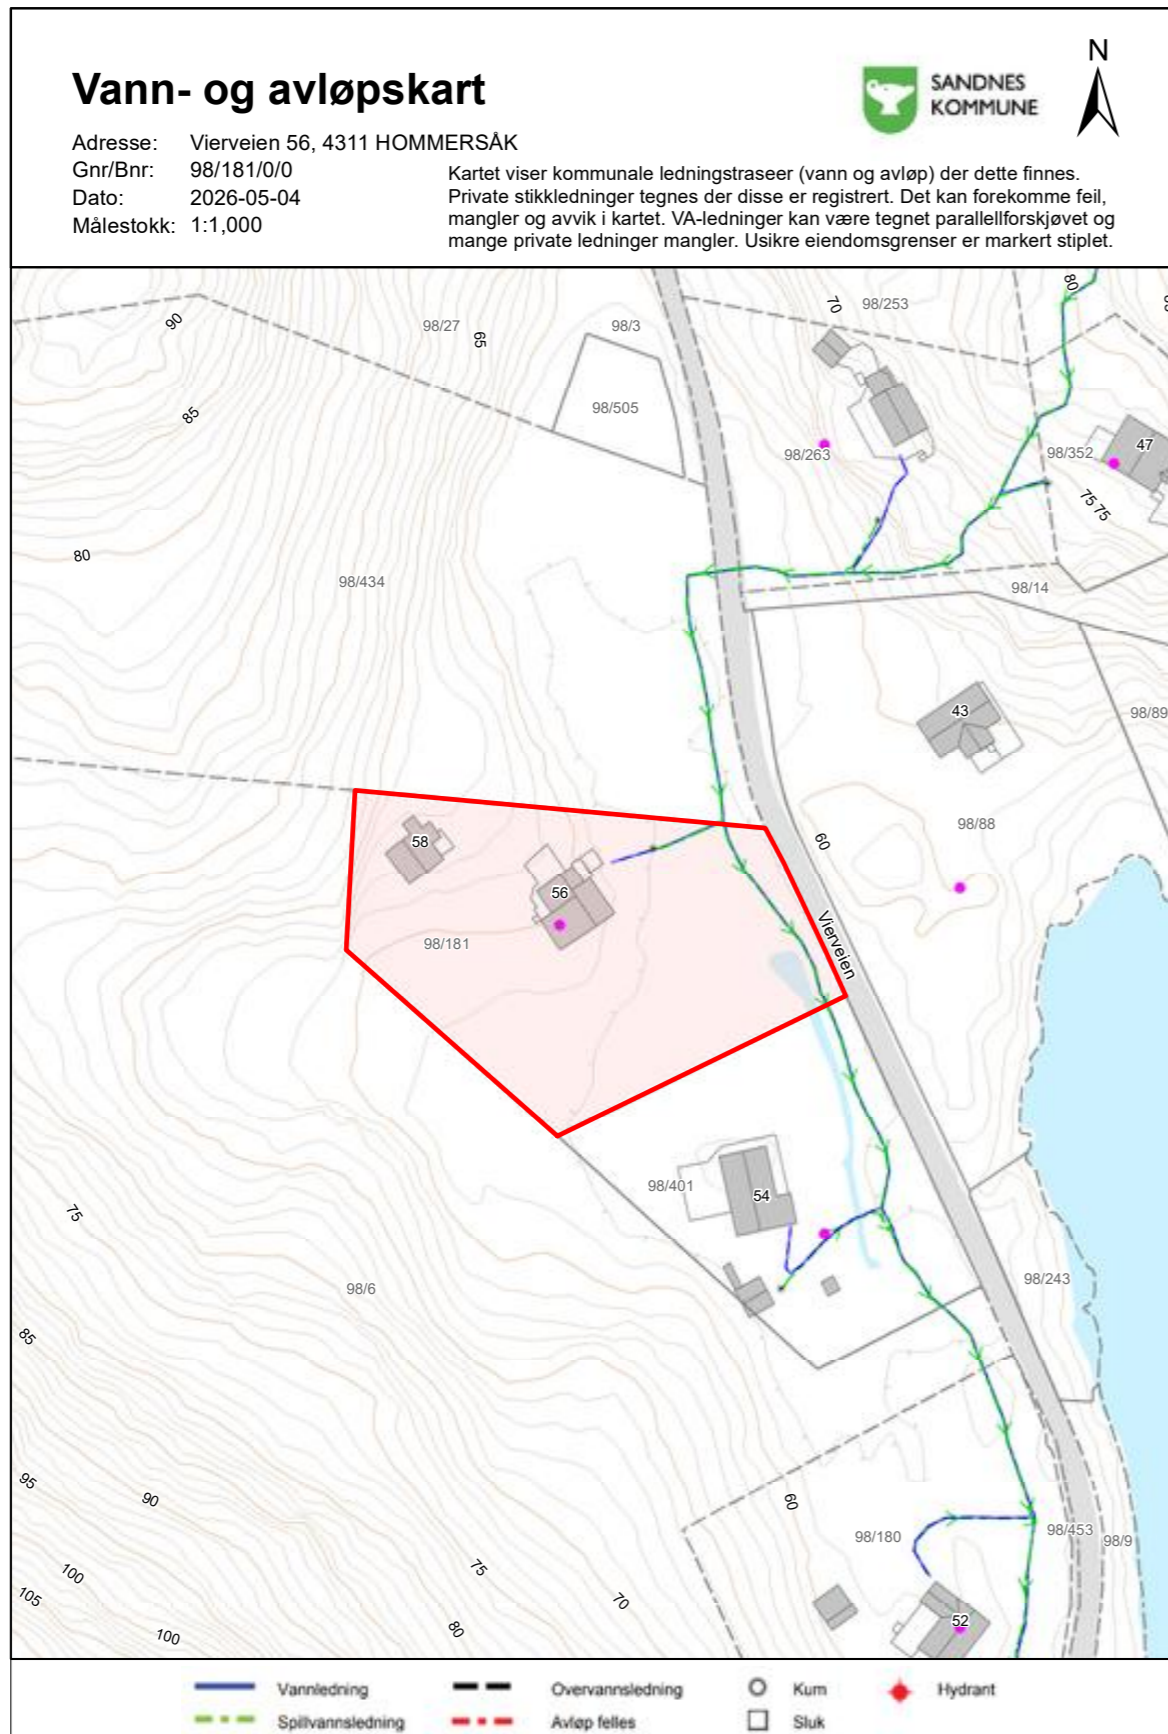 Vann- og avløpskart
SANDNES
KOMMUNE
N
Adresse: Vierveien 56, 4311 HOMMERSÅK
Gnr/Bnr: 98/181/0/0
Dato: 2026-05-04
Målestokk: 1:1,000
Kartet viser kommunale ledningstraseer (vann og avløp) der dette finnes.
Private stikkledninger tegnes der disse er registrert. Det kan forekomme feil,
mangler og avvik i kartet. VA-ledninger kan være tegnet parallellforskjøvet og
mange private ledninger mangler. Usikre eiendomsgrenser er markert stiplet.
80
90
98/27
65
98/3
70
98/253
85
98/505
98/263
98/352
47
75
75
80
98/434
98/14
43
98/89
58
60
98/88
56
98/181
Vierveien
98/401
54
75
98/6
98/243
85
95
90
60
98/180
98/453
98/9
100
75
105
70
52
100
80
Vannledning
Overvannsledning
Kum
Hydrant
Spillvannsledning
Avløp felles
Sluk